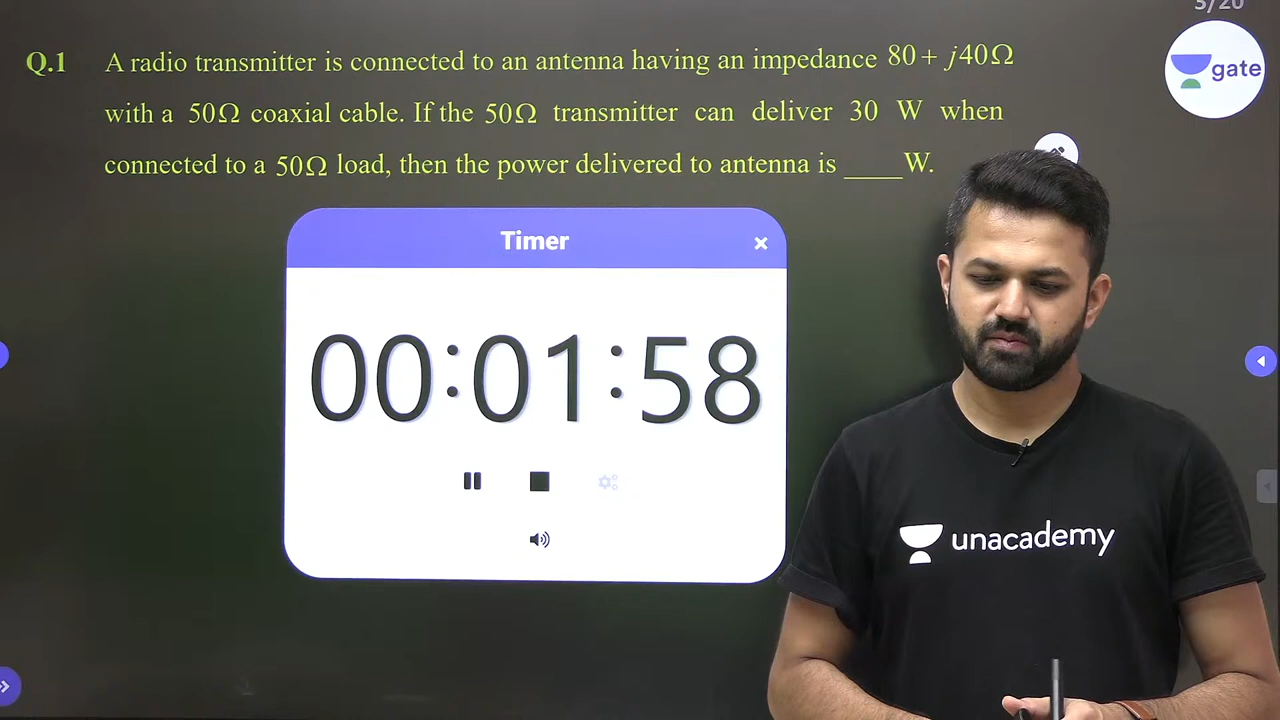 3/20
Q.1 A radio transmitter is connected to an antenna having an impedance 80 + j40Ω
gate
with a 50Ω coaxial cable. If the 50Ω transmitter can deliver 30 W when
connected to a 50Ω load, then the power delivered to antenna is ____W.
Timer
00:01:58
unacademy